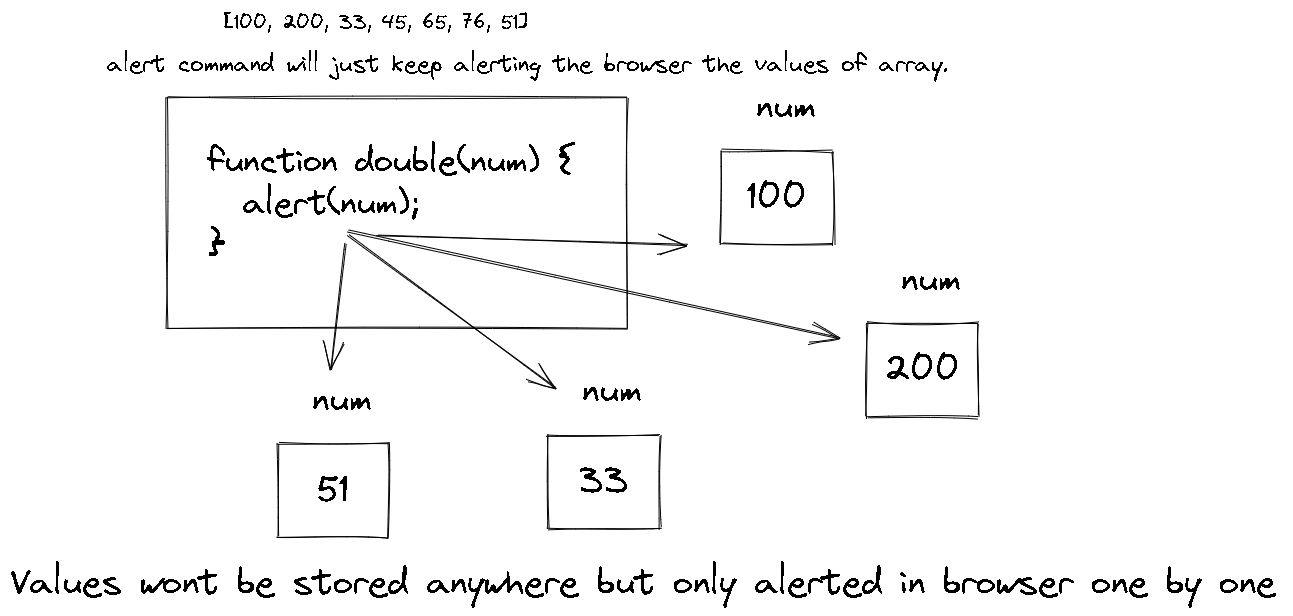 [100, 200, 33, 45, 65, 76, 51]
alert command will just keep alerting the browser the values of array.
function double(num) {
alert(num);
}
num
100
num
200
num
33
num
51
Values wont be stored anywhere but only alerted in browser one by one